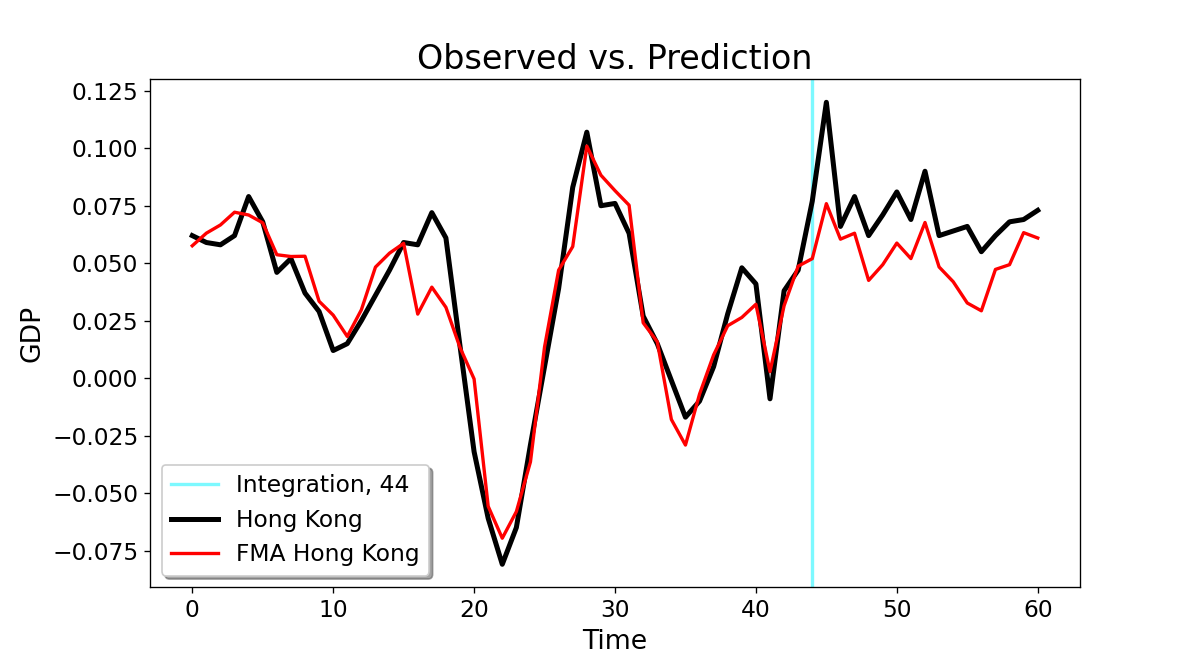 Observed vs. Prediction
0.125
0.100
0.075
0.050
0.025
0.000
−0.025
−0.050
−0.075
GDP
Integration, 44
Hong Kong
FMA Hong Kong
0 10 20 30 40 50 60
Time